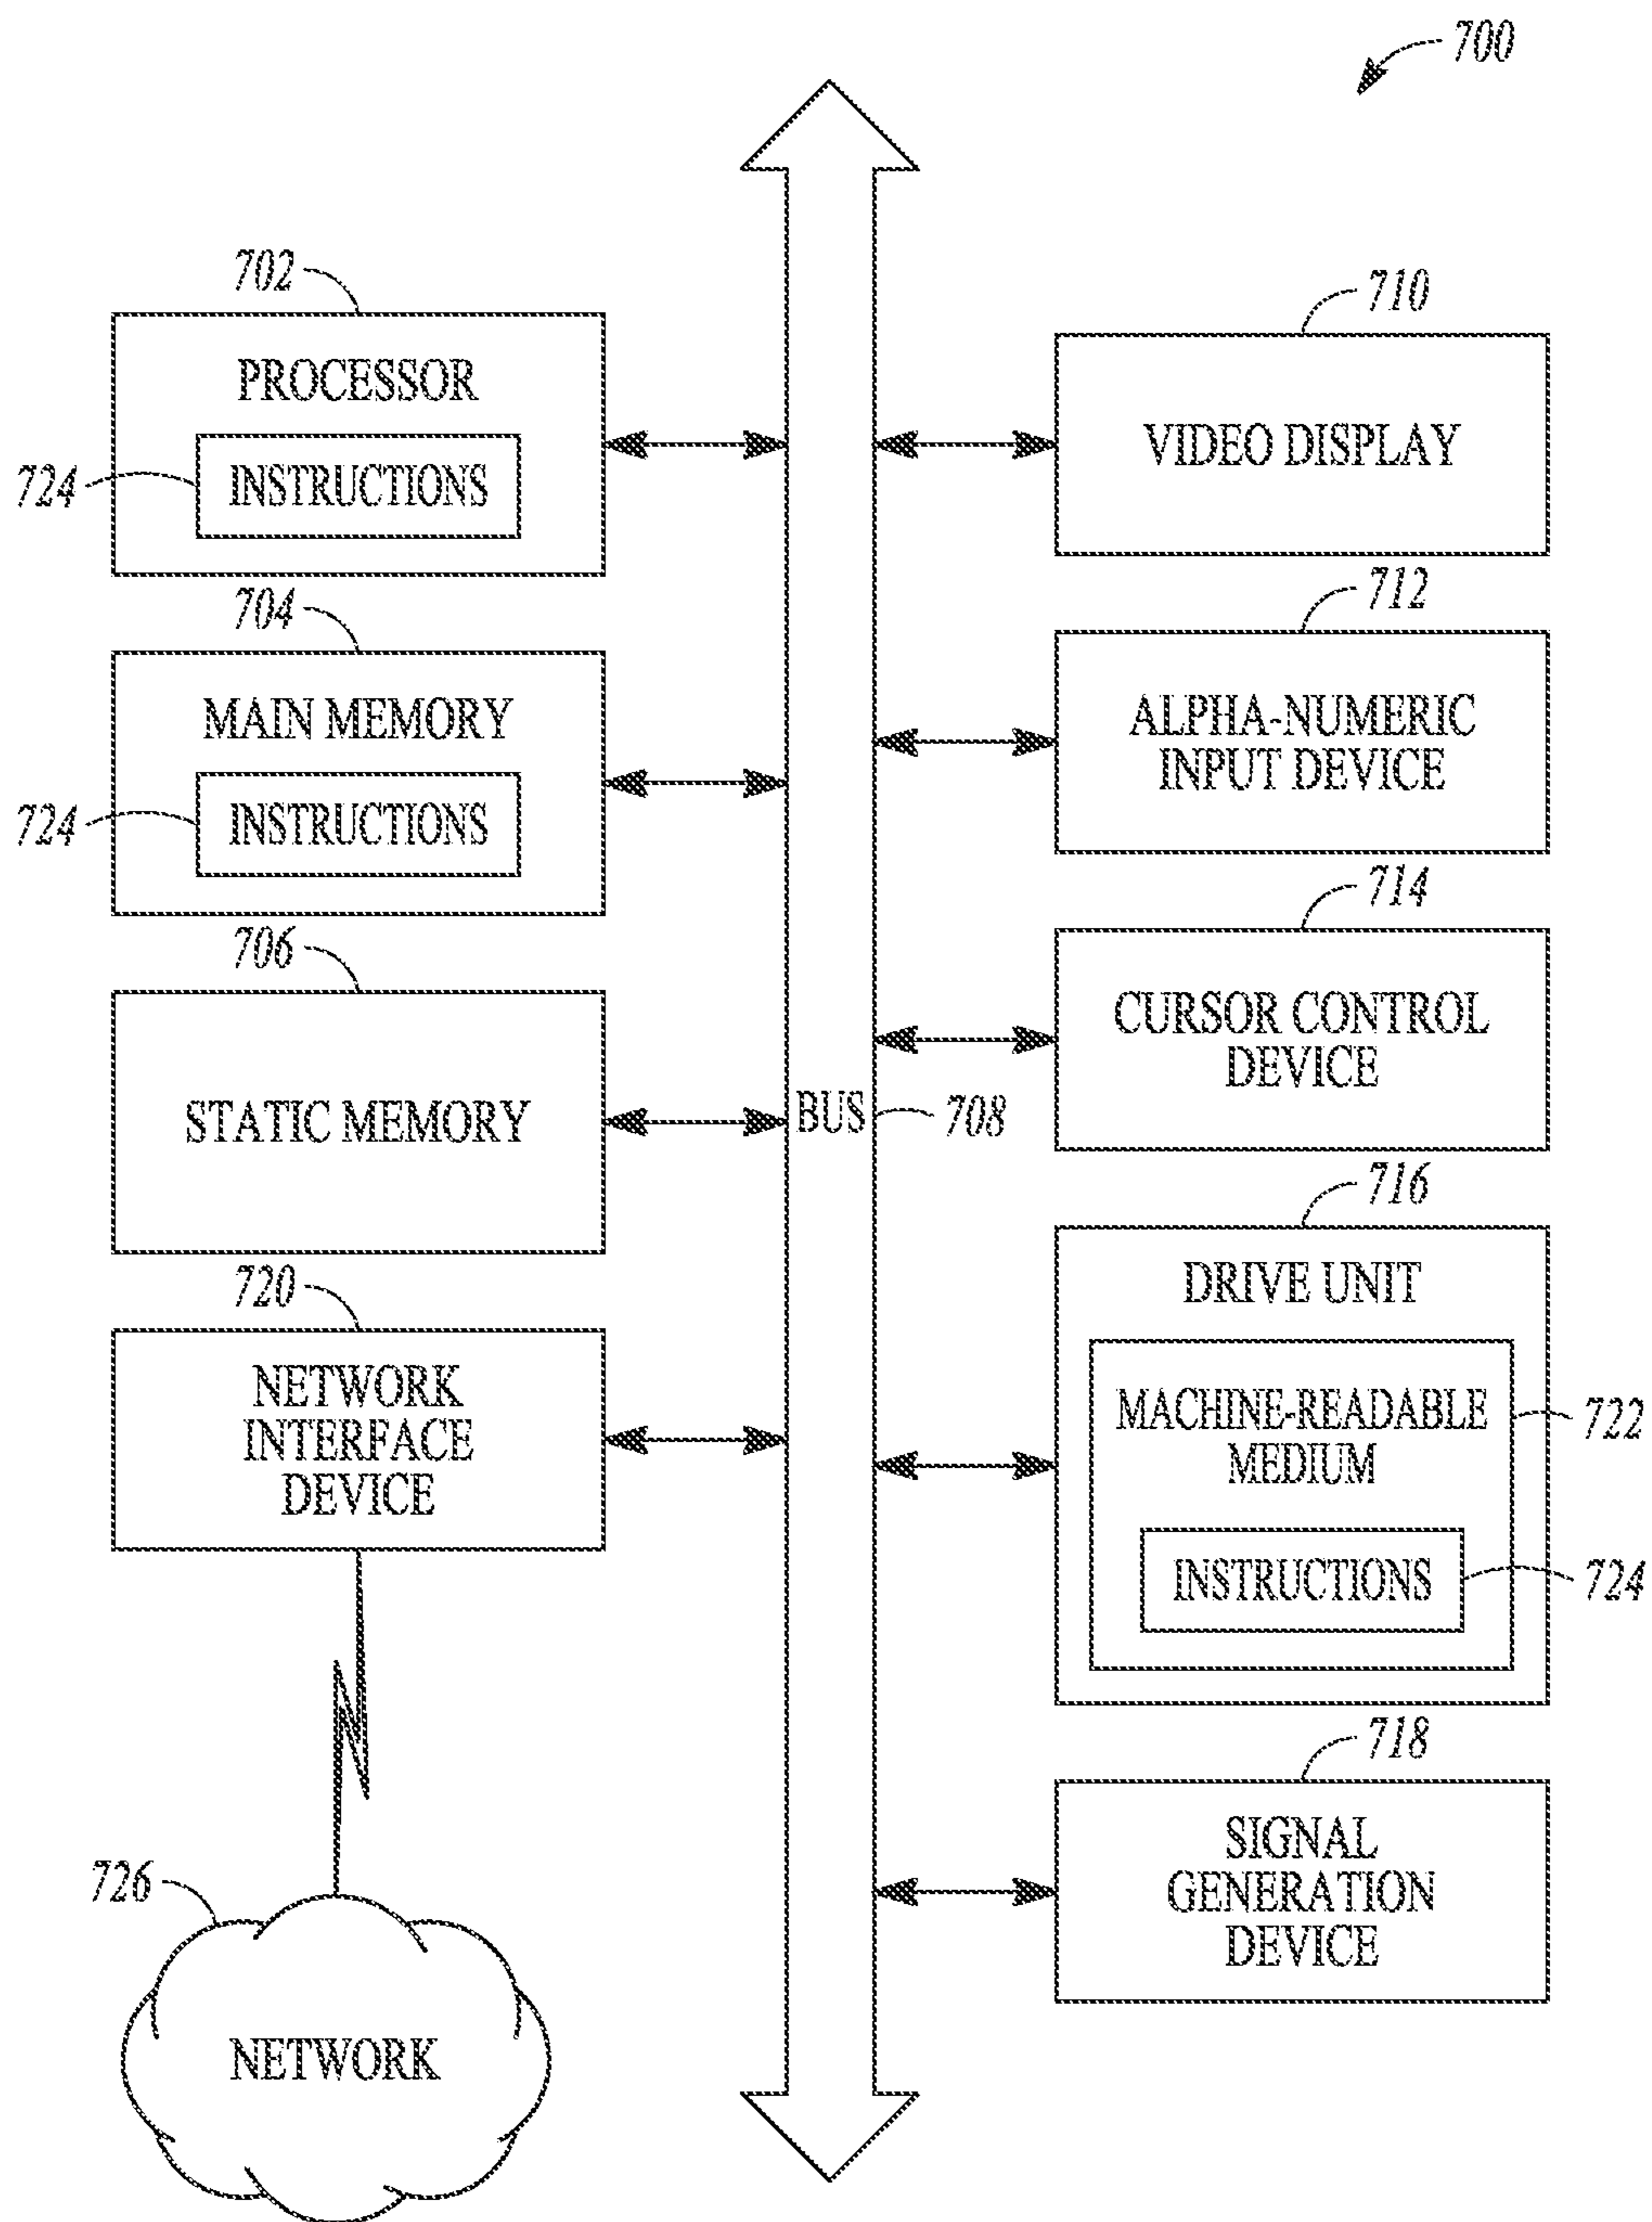 700
702
PROCESSOR
724
INSTRUCTIONS
704
MAIN MEMORY
724
INSTRUCTIONS
706
STATIC MEMORY
720
NETWORK
INTERFACE
DEVICE
726
NETWORK
BUS
708
710
VIDEO DISPLAY
712
ALPHA-NUMERIC
INPUT DEVICE
714
CURSOR CONTROL
DEVICE
716
DRIVE UNIT
MACHINE-READABLE
MEDIUM
722
INSTRUCTIONS
724
718
SIGNAL
GENERATION
DEVICE